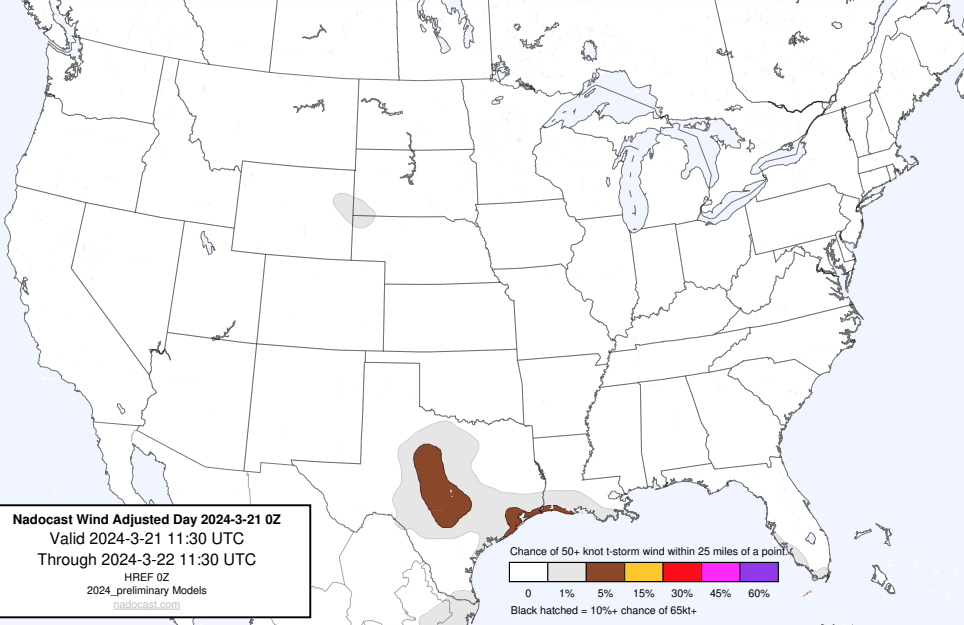 Nadocast Wind Adjusted Day 2024-3-21 0Z
Valid 2024-3-21 11:30 UTC
Through 2024-3-22 11:30 UTC
HREF 0Z
2024_preliminary Models
nadocast.com
Chance of 50+ knot t-storm wind within 25 miles of a point.
0 1% 5% 15% 30% 45% 60%
Black hatched = 10%+ chance of 65kt+